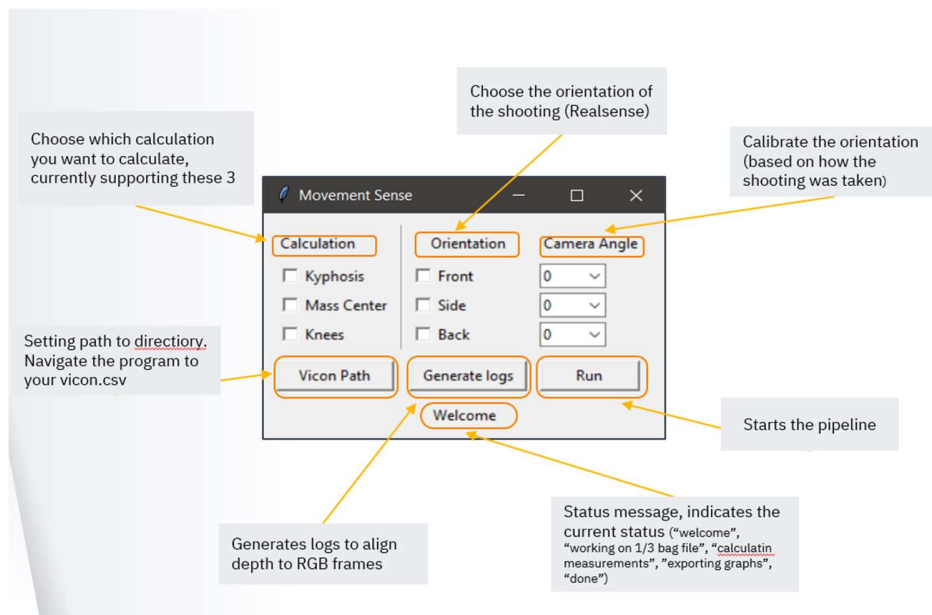 Choose the orientation of
the shooting (Realsense)
Choose which calculation
you want to calculate,
currently supporting these 3
Calibrate the orientation
(based on how the
shooting was taken)
Movement Sense
Calculation
Orientation
Camera Angle
Kyphosis
Front
0
Mass Center
Side
0
Knees
Back
0
Setting path to directiory.
Navigate the program to
your vicon.csv
Vicon Path
Generate logs
Run
Welcome
Starts the pipeline
Generates logs to align
depth to RGB frames
Status message, indicates the
current status (“welcome”,
“working on 1/3 bag file”, “calculatin
measurements”, ”exporting graphs”,
“done”)